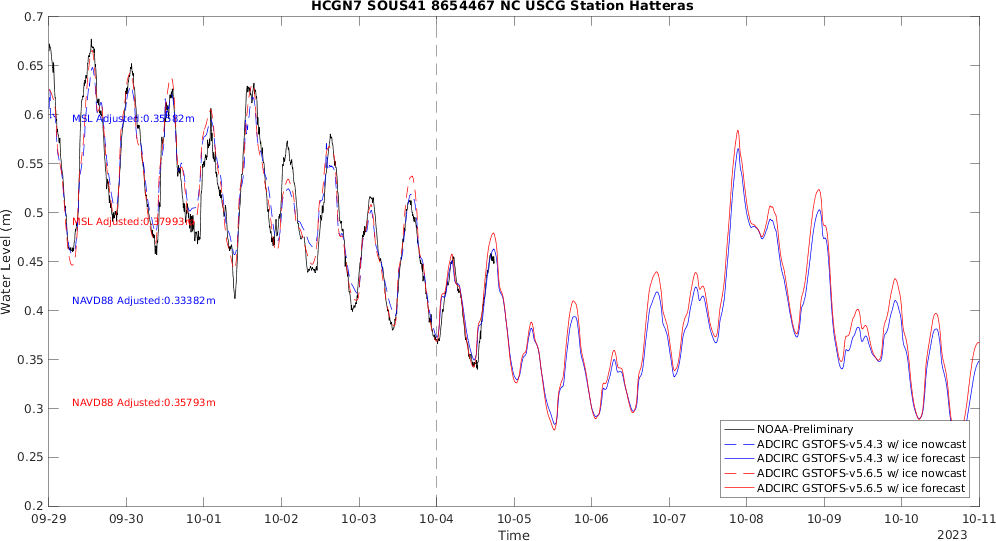 HCGN7 SOUS41 8654467 NC USCG Station Hatteras
0.7
0.65
0.6
0.55
0.5
0.45
0.4
0.35
0.3
0.25
0.2
Water Level (m)
MSL Adjusted:0.35582m
MSL Adjusted:0.37993m
NAVD88 Adjusted:0.33382m
NAVD88 Adjusted:0.35793m
NOAA-Preliminary
ADCIRC GSTOFS-v5.4.3 w/ ice nowcast
ADCIRC GSTOFS-v5.4.3 w/ ice forecast
ADCIRC GSTOFS-v5.6.5 w/ ice nowcast
ADCIRC GSTOFS-v5.6.5 w/ ice forecast
09-29 09-30 10-01 10-02 10-03 10-04 10-05 10-06 10-07 10-08 10-09 10-10 10-11
Time
2023